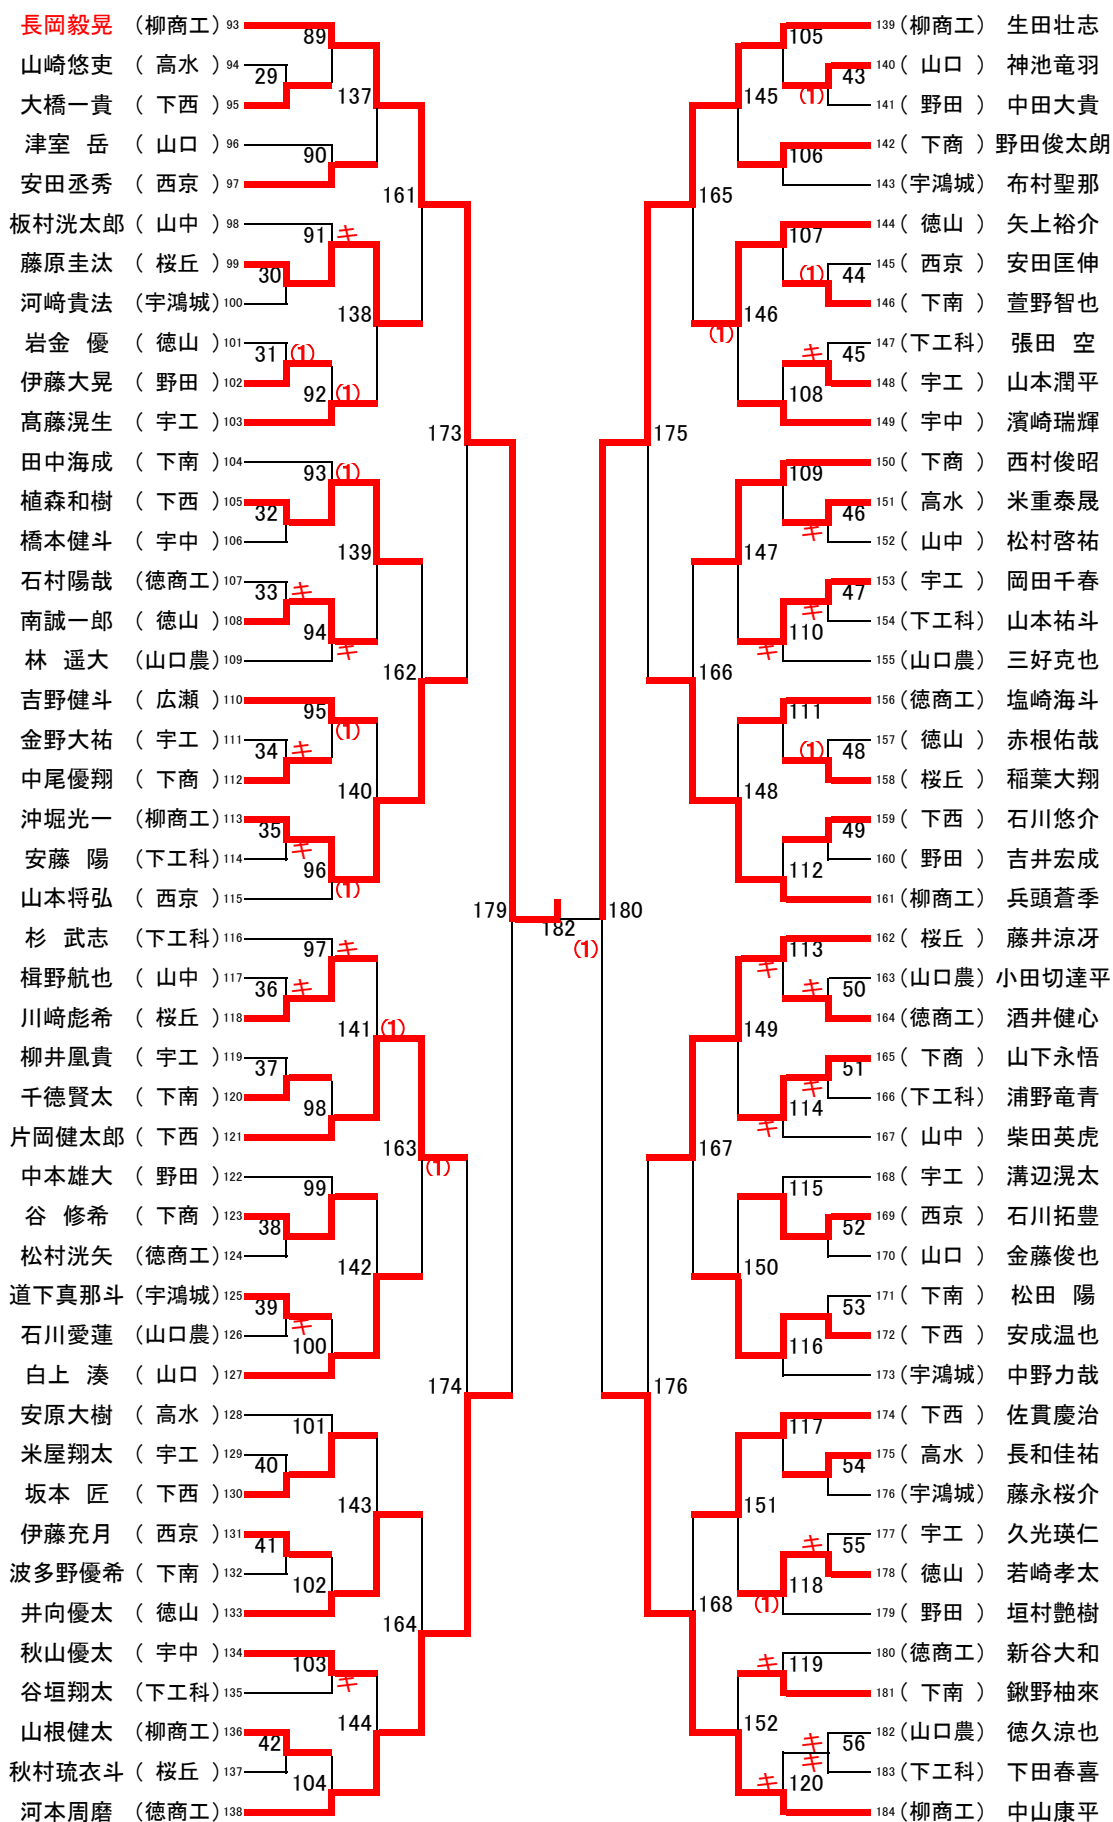 長岡毅晃 (柳商工) 93
山崎悠吏 ( 高水 ) 94
大橋一貴 ( 下西 ) 95
津室 岳 ( 山口 ) 96
安田丞秀 ( 西京 ) 97
板村洸太郎 ( 山中 ) 98
藤原圭汰 ( 桜丘 ) 99
河﨑貴法 (宇鴻城) 100
岩金 優 ( 徳山 ) 101
伊藤大晃 ( 野田 ) 102
髙藤滉生 ( 宇工 ) 103
田中海成 ( 下南 ) 104
植森和樹 ( 下西 ) 105
橋本健斗 ( 宇中 ) 106
石村陽哉 (徳商工) 107
南誠一郎 ( 徳山 ) 108
林 遥大 (山口農) 109
吉野健斗 ( 広瀬 ) 110
金野大祐 ( 宇工 ) 111
中尾優翔 ( 下商 ) 112
沖堀光一 (柳商工) 113
安藤 陽 (下工科) 114
山本将弘 ( 西京 ) 115
杉 武志 (下工科) 116
楫野航也 ( 山中 ) 117
川﨑彪希 ( 桜丘 ) 118
柳井凰貴 ( 宇工 ) 119
千德賢太 ( 下南 ) 120
片岡健太郎 ( 下西 ) 121
中本雄大 ( 野田 ) 122
谷 修希 ( 下商 ) 123
松村洸矢 (徳商工) 124
道下真那斗 (宇鴻城) 125
石川愛蓮 (山口農) 126
白上 湊 ( 山口 ) 127
安原大樹 ( 高水 ) 128
米屋翔太 ( 宇工 ) 129
坂本 匠 ( 下西 ) 130
伊藤充月 ( 西京 ) 131
波多野優希 ( 下南 ) 132
井向優太 ( 徳山 ) 133
秋山優太 ( 宇中 ) 134
谷垣翔太 (下工科) 135
山根健太 (柳商工) 136
秋村琉衣斗 ( 桜丘 ) 137
河本周磨 (徳商工) 138
89
29
137
90
161
91 キ
30
138
31 (1)
92 (1)
173
93 (1)
32
139
33 キ
94 キ
162
95 (1)
34 キ
140
35 キ
96 (1)
179
182
(1)
180
97 キ
36 キ
141 (1)
37
98
163 (1)
99
38
142
39 キ
100
174
101
40
143
41
102
164
103 キ
144
42
104
105
43 (1)
145
106
165
107
(1) 44
146 (1)
キ 45
108
175
109
46 キ
147
47 キ
110 キ
166
111
(1) 48
148
49
112
113 キ
キ 50
149
51 キ
114 キ
167
115
52
150
53
116
176
117
54
151
キ 55
118 (1)
168
キ 119
152
キ 56
キ
キ 120
139 (柳商工) 生田壮志
140 ( 山口 ) 神池竜羽
141 ( 野田 ) 中田大貴
142 ( 下商 ) 野田俊太朗
143 (宇鴻城) 布村聖那
144 ( 徳山 ) 矢上裕介
145 ( 西京 ) 安田匡伸
146 ( 下南 ) 萱野智也
147 (下工科) 張田 空
148 ( 宇工 ) 山本潤平
149 ( 宇中 ) 濱崎瑞輝
150 ( 下商 ) 西村俊昭
151 ( 高水 ) 米重泰晟
152 ( 山中 ) 松村啓祐
153 ( 宇工 ) 岡田千春
154 (下工科) 山本祐斗
155 (山口農) 三好克也
156 (徳商工) 塩崎海斗
157 ( 徳山 ) 赤根佑哉
158 ( 桜丘 ) 稲葉大翔
159 ( 下西 ) 石川悠介
160 ( 野田 ) 吉井宏成
161 (柳商工) 兵頭蒼季
162 ( 桜丘 ) 藤井涼冴
163 (山口農) 小田切達平
164 (徳商工) 酒井健心
165 ( 下商 ) 山下永悟
166 (下工科) 浦野竜青
167 ( 山中 ) 柴田英虎
168 ( 宇工 ) 溝辺滉太
169 ( 西京 ) 石川拓豊
170 ( 山口 ) 金藤俊也
171 ( 下南 ) 松田 陽
172 ( 下西 ) 安成温也
173 (宇鴻城) 中野力哉
174 ( 下西 ) 佐貫慶治
175 ( 高水 ) 長和佳祐
176 (宇鴻城) 藤永桜介
177 ( 宇工 ) 久光瑛仁
178 ( 徳山 ) 若崎孝太
179 ( 野田 ) 垣村艶樹
180 (徳商工) 新谷大和
181 ( 下南 ) 鍬野柚來
182 (山口農) 徳久涼也
183 (下工科) 下田春喜
184 (柳商工) 中山康平